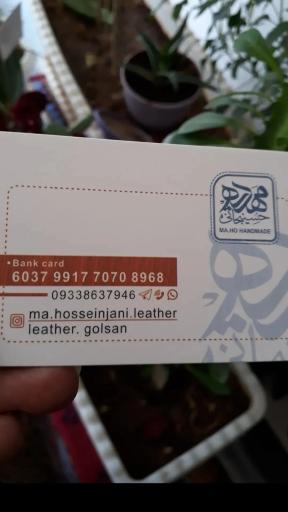 مهدیه
حسینجانی
MA.HO HANDMADE
• Bank card
6037 9917 7070 8968
09338637946
ma.hosseinjani.leather
leather. golsan